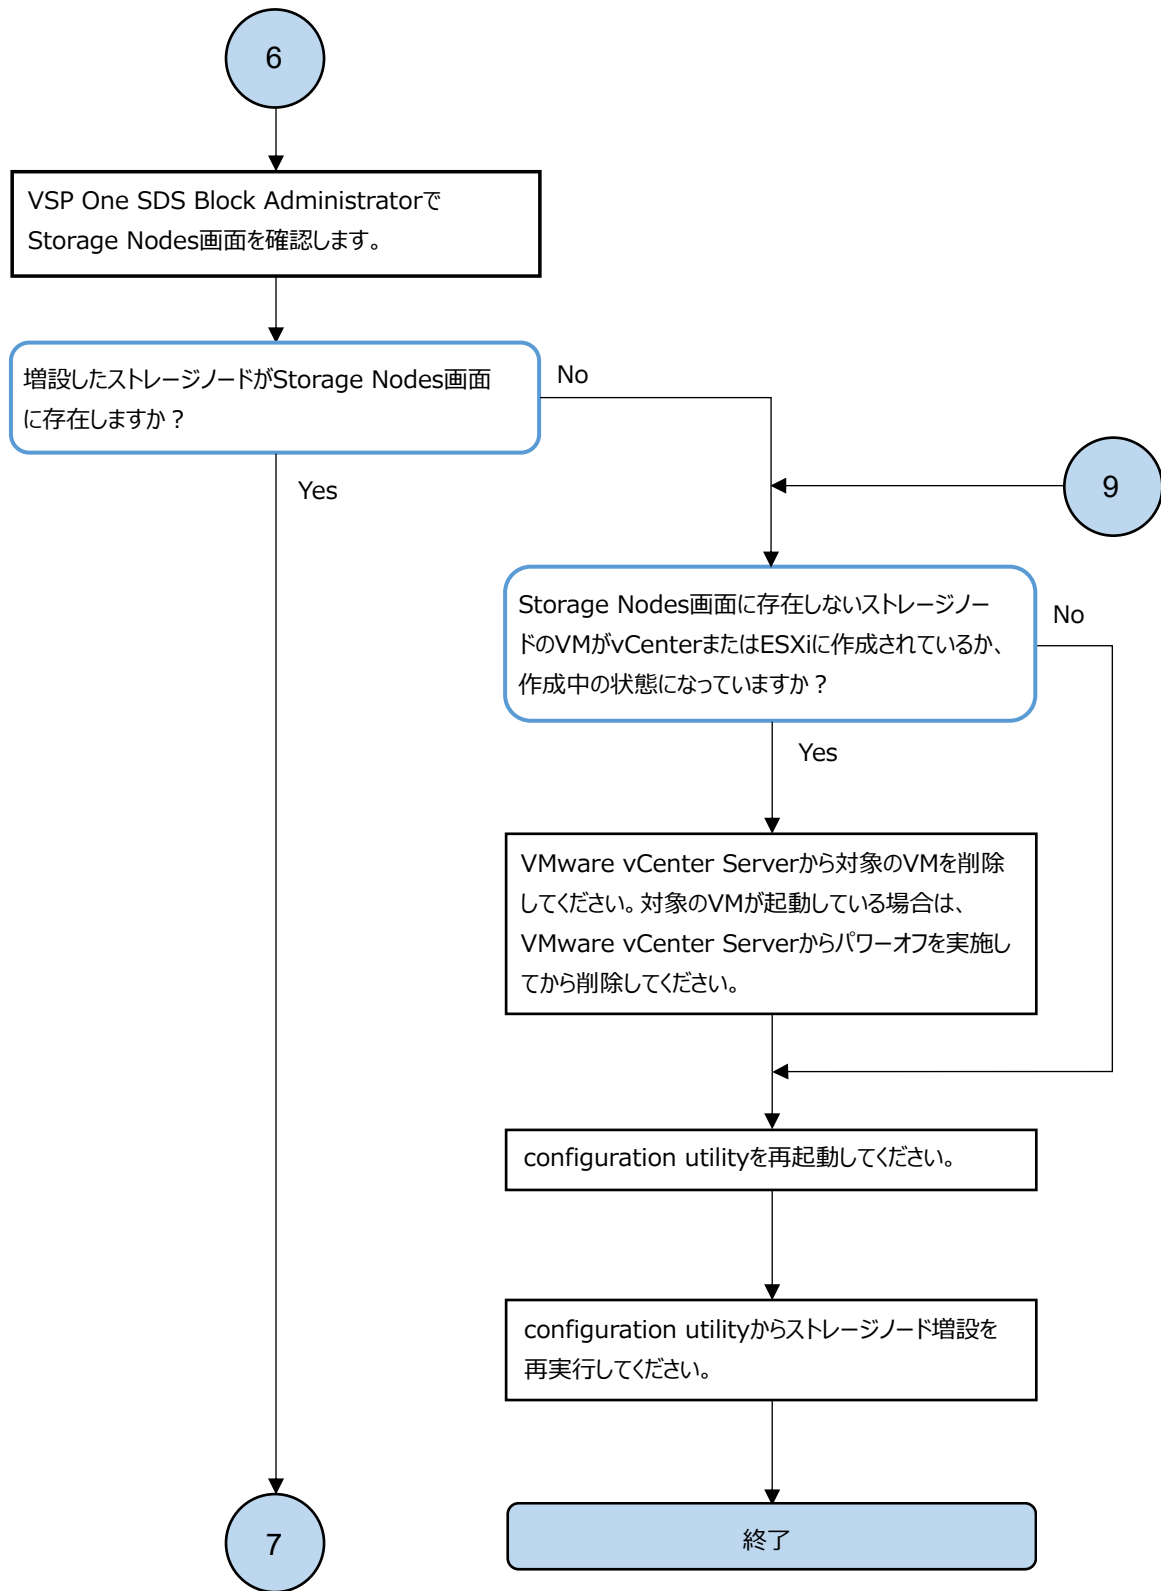 6
VSP One SDS Block Administratorで
Storage Nodes画面を確認します。
増設したストレージノードがStorage Nodes画面
に存在しますか？
No
Yes
9
Storage Nodes画面に存在しないストレージノー
ドのVMがvCenterまたはESXiに作成されているか、
作成中の状態になっていますか？
No
Yes
VMware vCenter Serverから対象のVMを削除
してください。対象のVMが起動している場合は、
VMware vCenter Serverからパワーオフを実施し
てから削除してください。
configuration utilityを再起動してください。
configuration utilityからストレージノード増設を
再実行してください。
7
終了